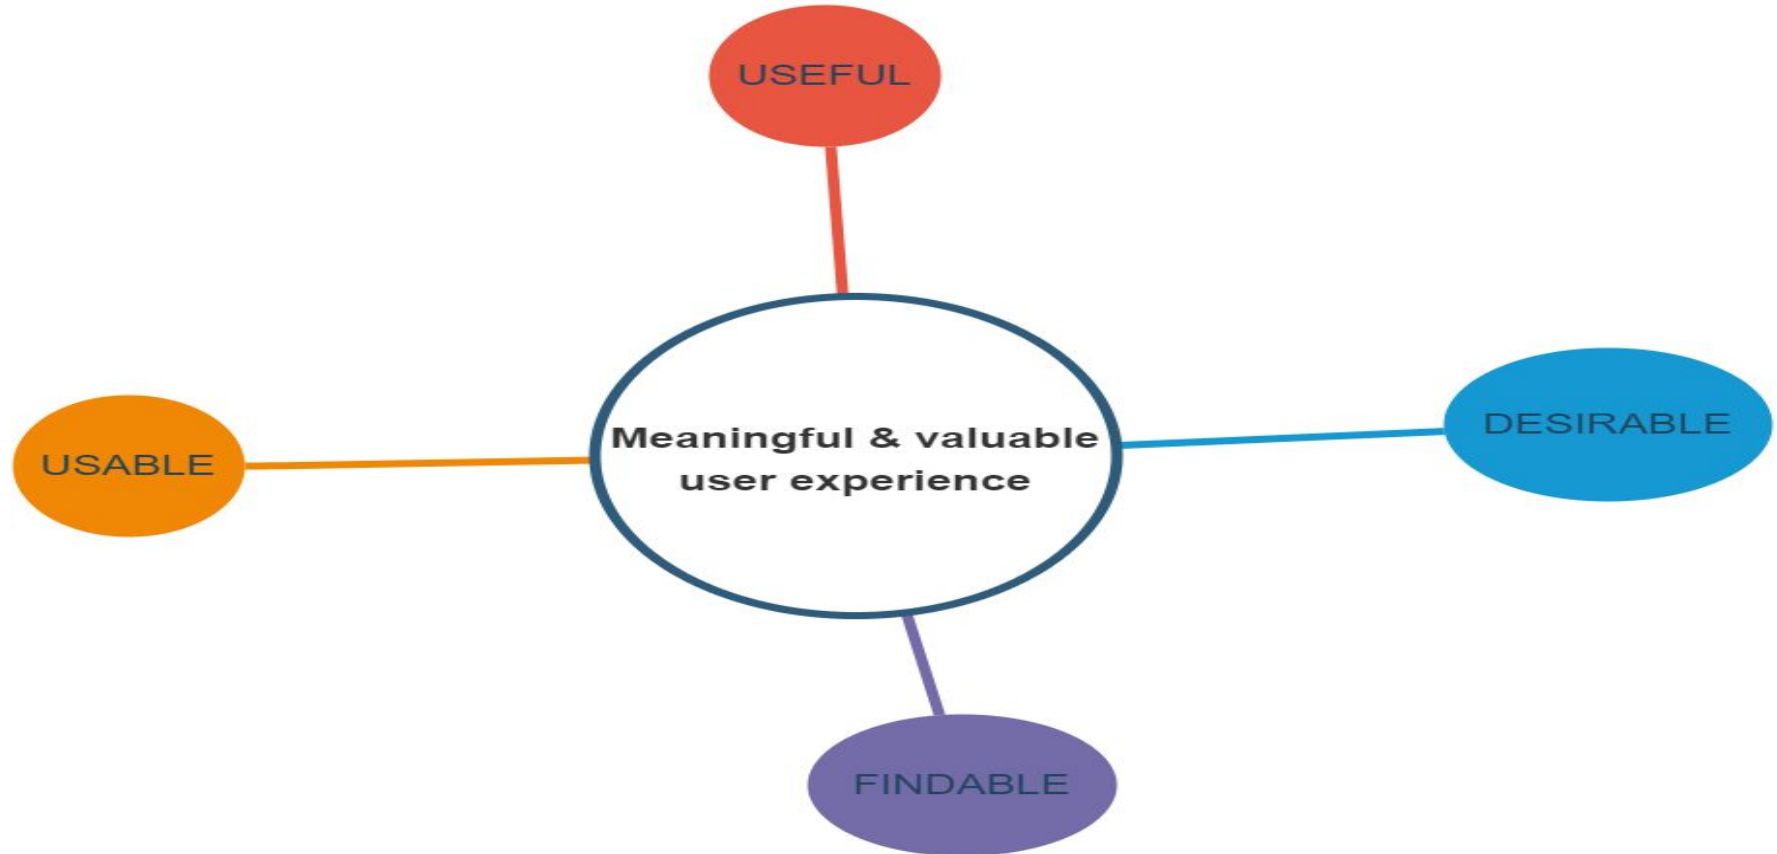 USEFUL
DESIRABLE
Meaningful & valuable
user experience
USABLE
FINDABLE